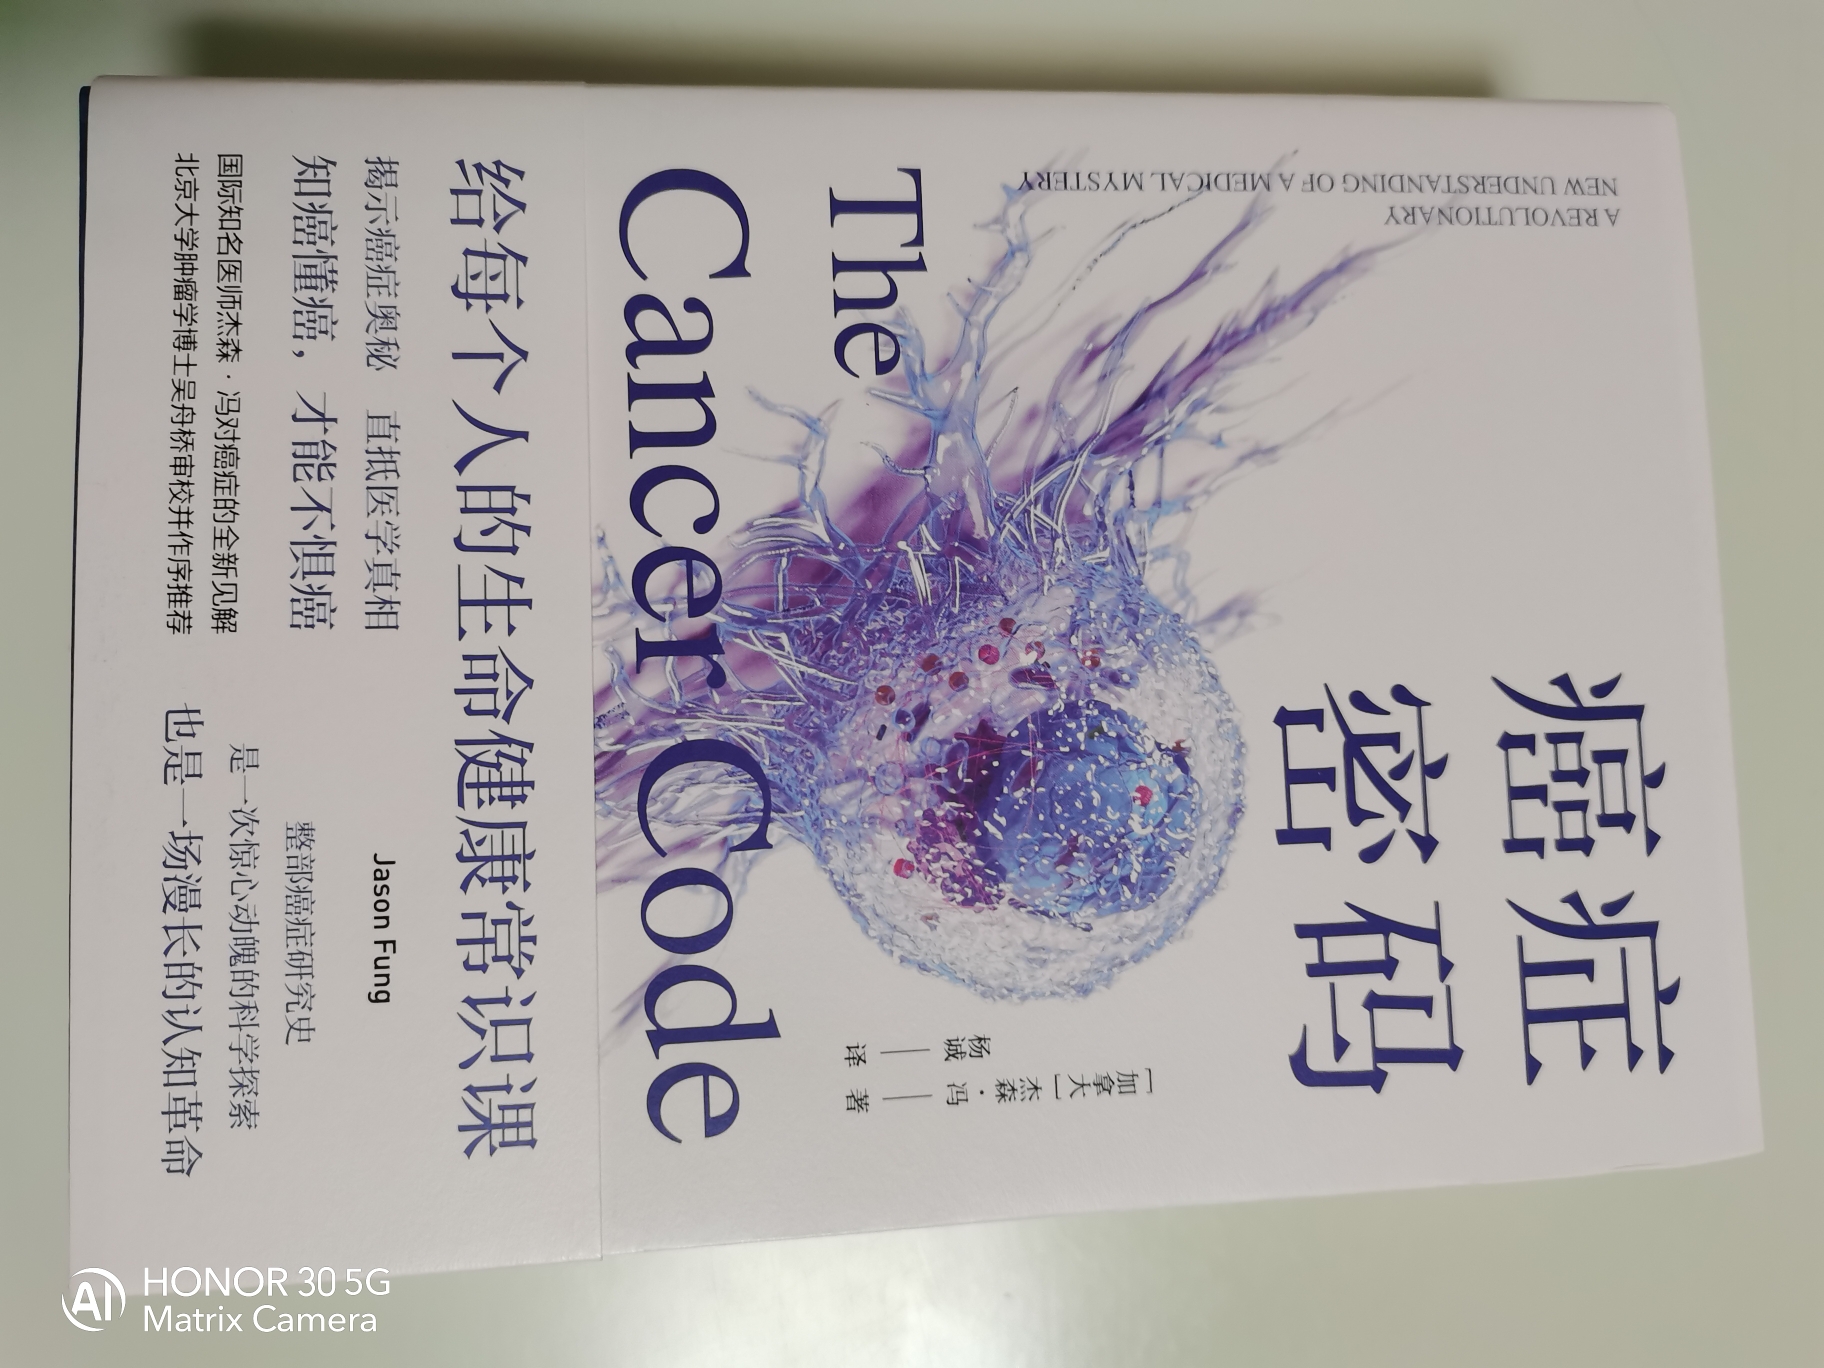 癌症
密码
A REVOLUTIONARY
NEW UNDERSTANDING OF A MEDICAL MYSTERY
[加拿大]杰森·冯 著
杨诚 译
The
Cancer Code
给每个人的生命健康常识课
揭示癌症奥秘 直抵医学真相
知癌懂癌，才能不惧癌
国际知名医师杰森·冯对癌症的全新见解
北京大学肿瘤学博士吴舟桥审校并作序推荐
Jason Fung
整部癌症研究史
是一次惊心动魄的科学探索
也是一场漫长的认知革命
AI
HONOR 30 5G
Matrix Camera